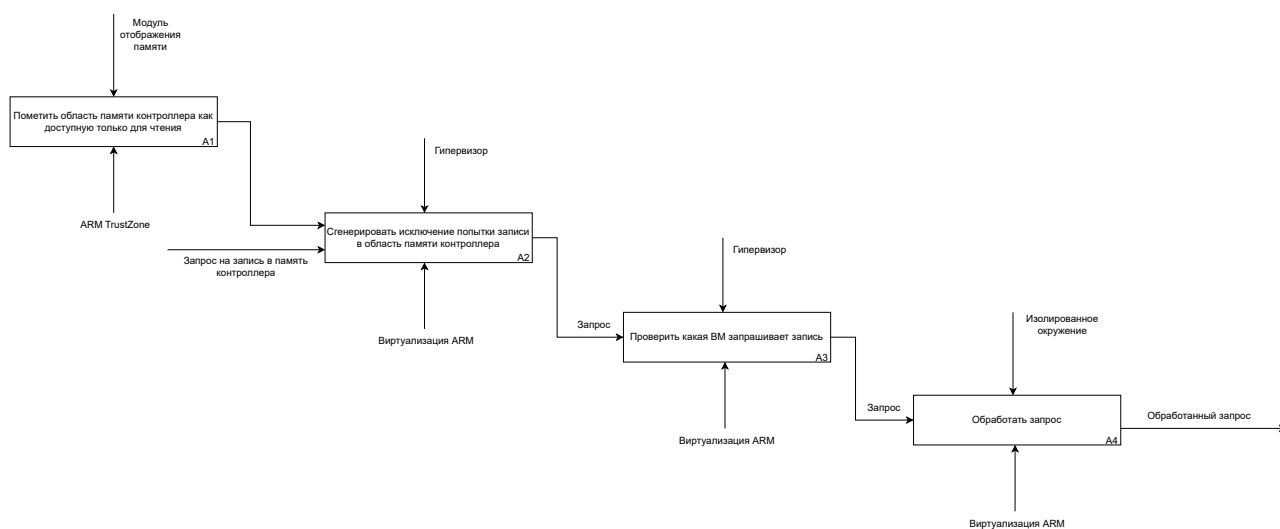 Модуль
отображения
памяти
Пометить область памяти контроллера как
доступную только для чтения
A1
ARM TrustZone
Гипервизор
Сгенерировать исключение попытки записи
в область памяти контроллера
A2
Запрос на запись в память
контроллера
Виртуализация ARM
Гипервизор
Запрос
Проверить какая ВМ запрашивает запись
A3
Виртуализация ARM
Изолированное
окружение
Запрос
Обработать запрос
A4
Обработанный запрос
Виртуализация ARM